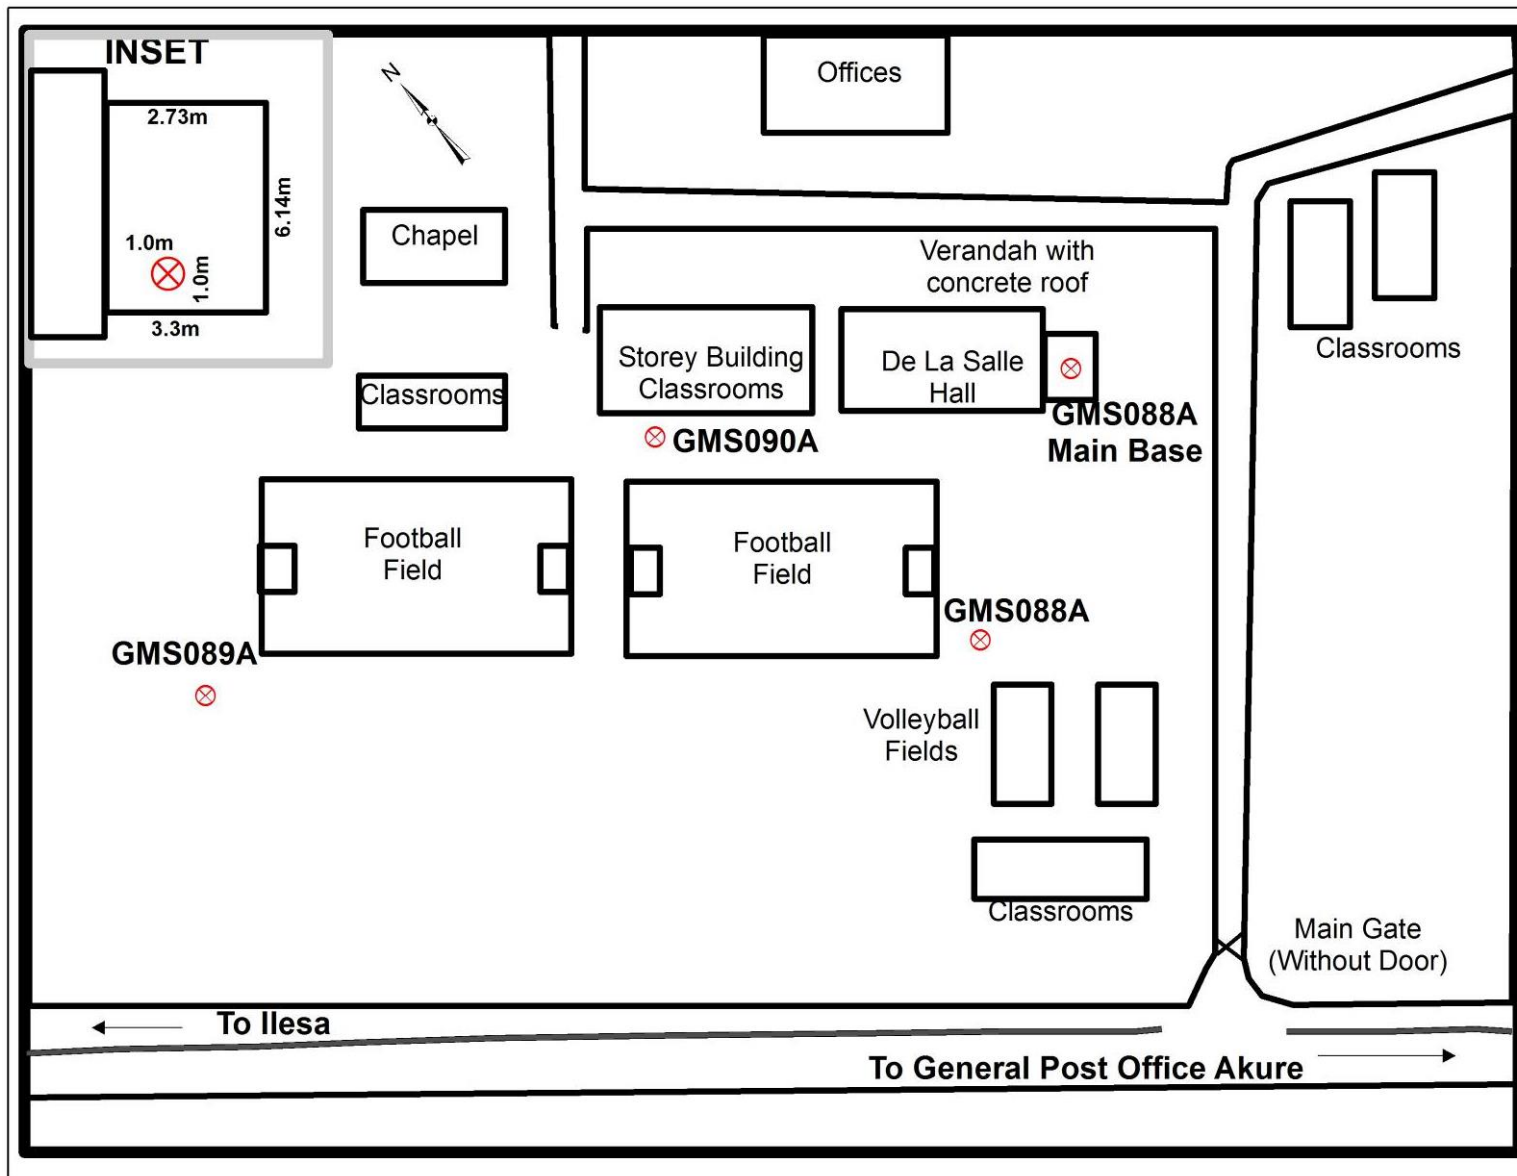 INSET
2.73m
6.14m
1.0m
1.0m
3.3m
N
Offices
Chapel
Verandah with
concrete roof
Classrooms
Storey Building
Classrooms
De La Salle
Hall
Classrooms
GMS088A
Main Base
GMS090A
Football
Field
Football
Field
GMS088A
GMS089A
Volleyball
Fields
Classrooms
Main Gate
(Without Door)
To Ilesa
To General Post Office Akure